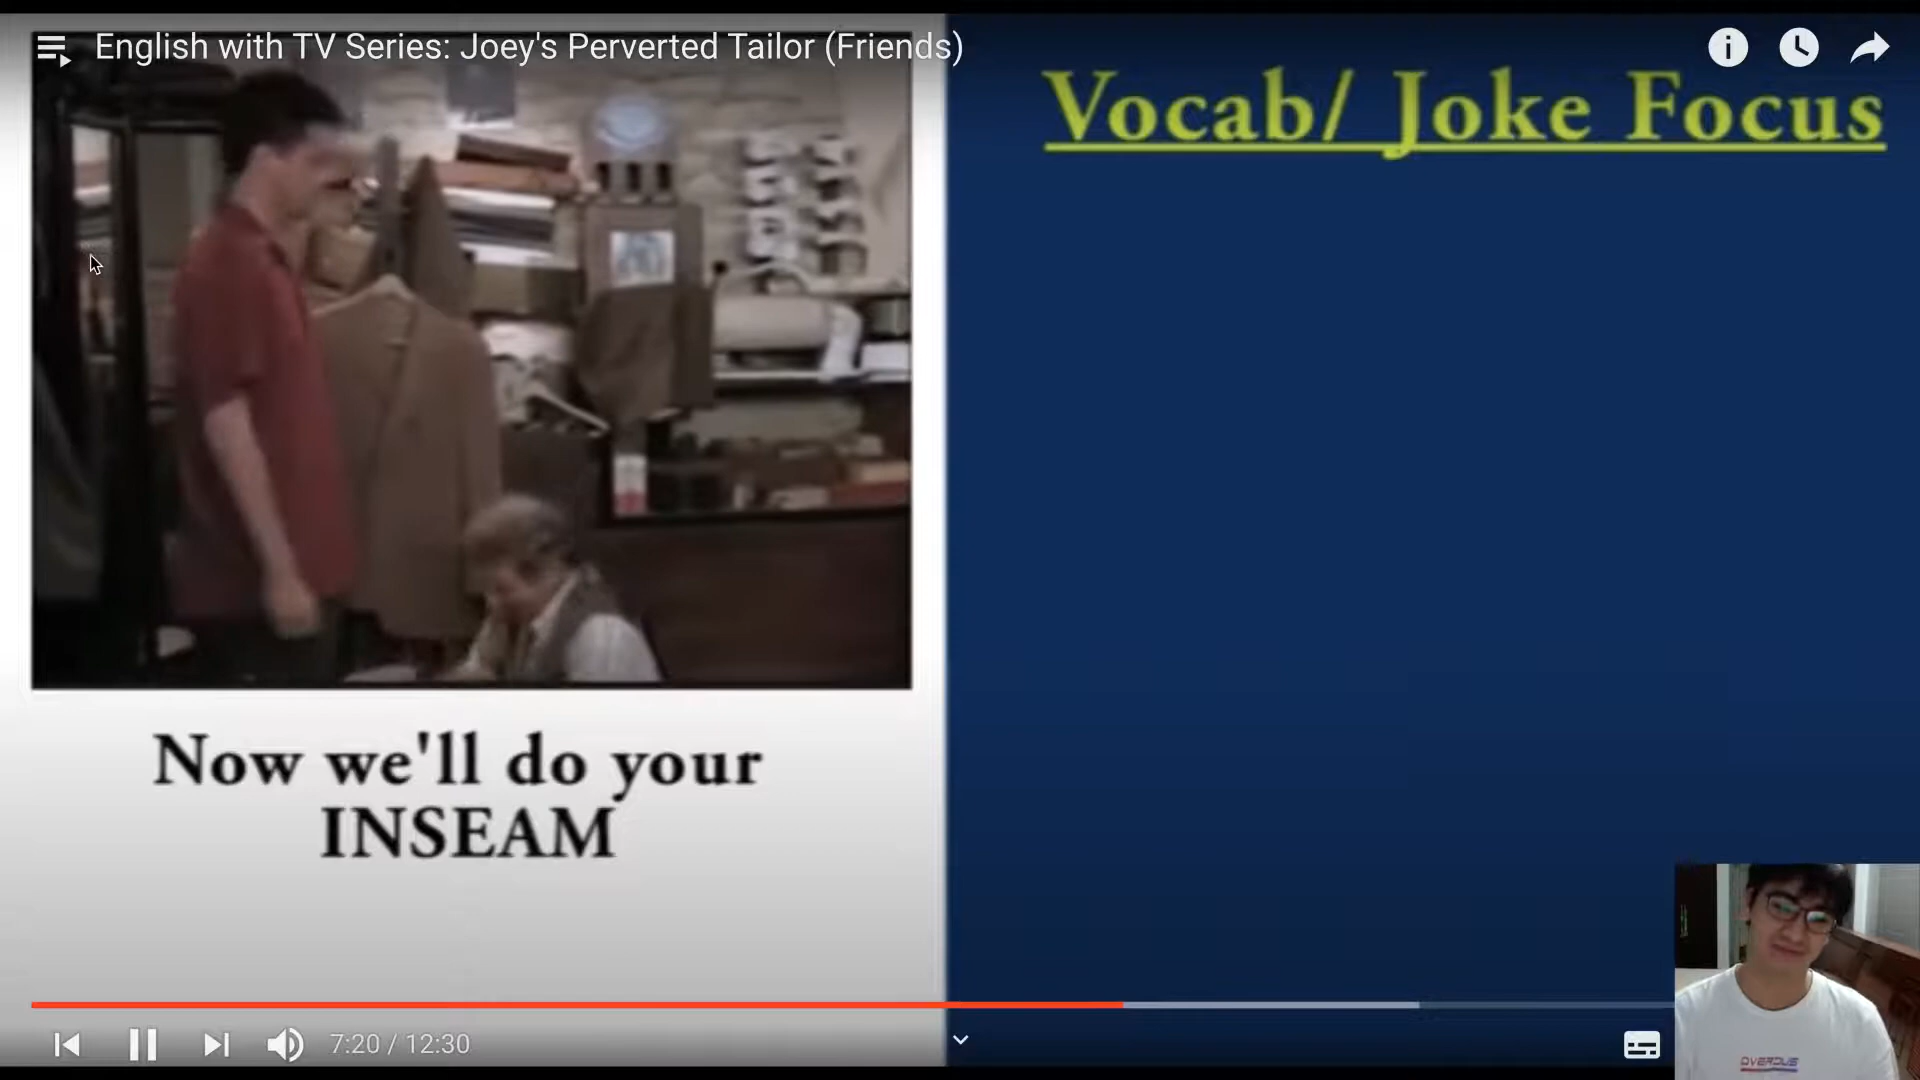 English with TV Series: Joey's Perverted Tailor (Friends)
Vocab/ Joke Focus
Now we'll do your
INSEAM
7:20 / 12:30
OVERDUE